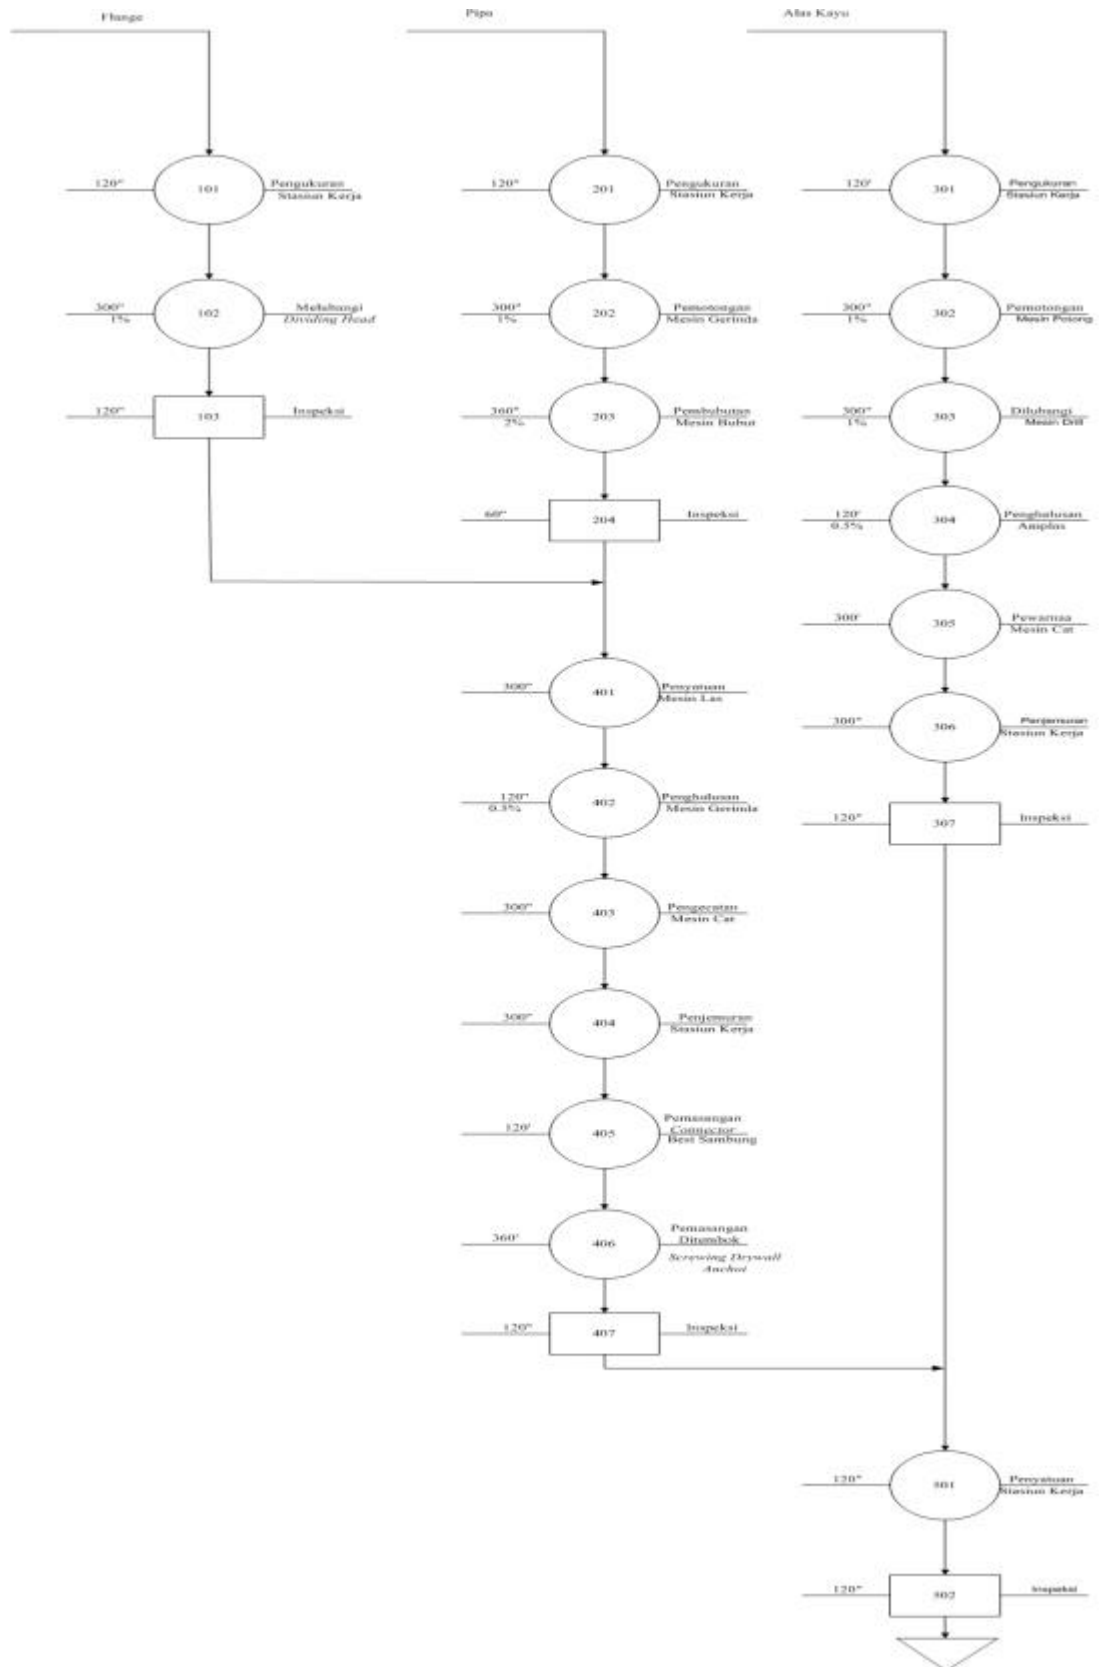 Flange
Pipa
Alas Kayu
120"
101
Pengukuran
Stasiun Kerja
120"
201
Pengukuran
Stasiun Kerja
120'
301
Pengukuran
Stasiun Kerja
300"
1%
102
Melubangi
Dividing Head
300"
1%
202
Pemotongan
Mesin Gerinda
300"
1%
302
Pemotongan
Mesin Potong
120"
103
Inspeksi
360"
2%
203
Pembubutan
Mesin Bubut
300"
1%
303
Dilubangi
Mesin Drill
60"
204
Inspeksi
120'
0.5%
304
Penghalusan
Amplas
300'
305
Pewarnaa
Mesin Cat
300"
401
Penyatuan
Mesin Las
300"
306
Penjemuran
Stasiun Kerja
120"
0.5%
402
Penghalusan
Mesin Gerinda
120"
307
Inspeksi
300"
403
Pengecatan
Mesin Cat
300"
404
Penjemuran
Stasiun Kerja
120'
405
Pemasangan
Connector
Besi Sambung
360'
406
Pemasangan
Ditembok
Screwing Drywall
120"
407
Inspeksi
120"
501
Penyatuan
Stasiun Kerja
120"
502
Inspeksi